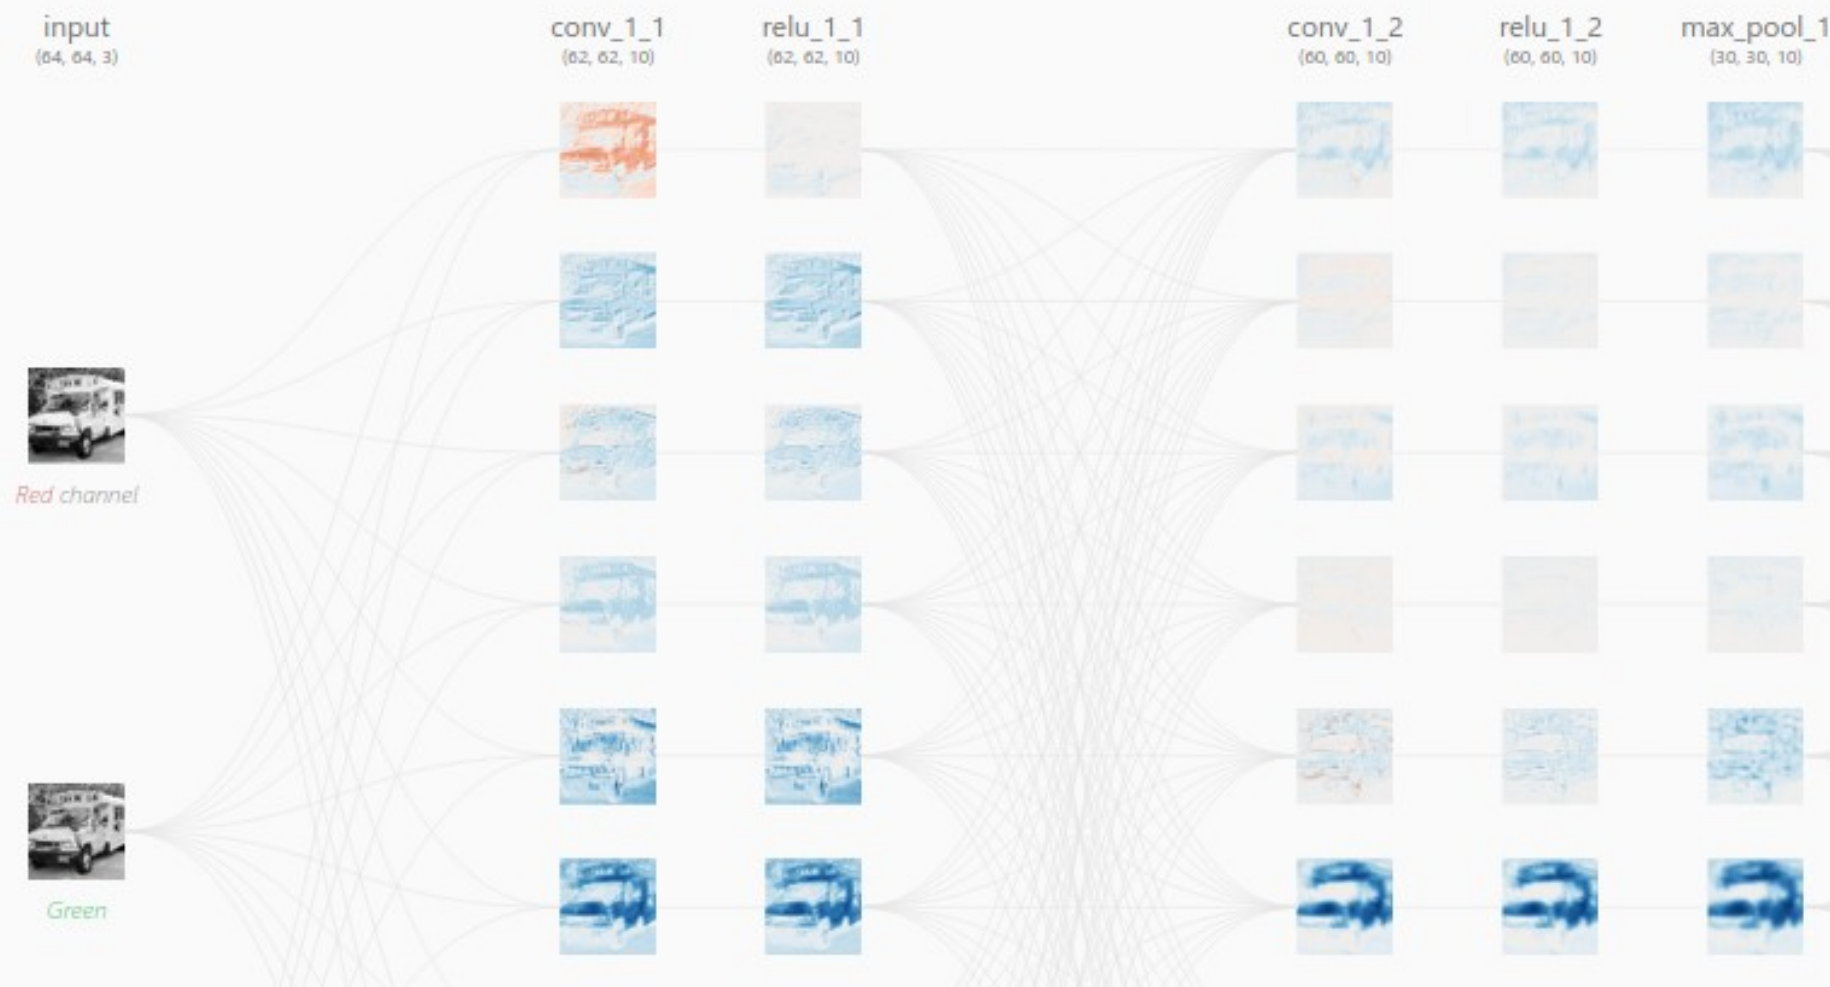 input
(64, 64, 3)
conv_1_1
(62, 62, 10)
relu_1_1
(62, 62, 10)
conv_1_2
(60, 60, 10)
relu_1_2
(60, 60, 10)
max_pool_1
(30, 30, 10)
Red channel
Green